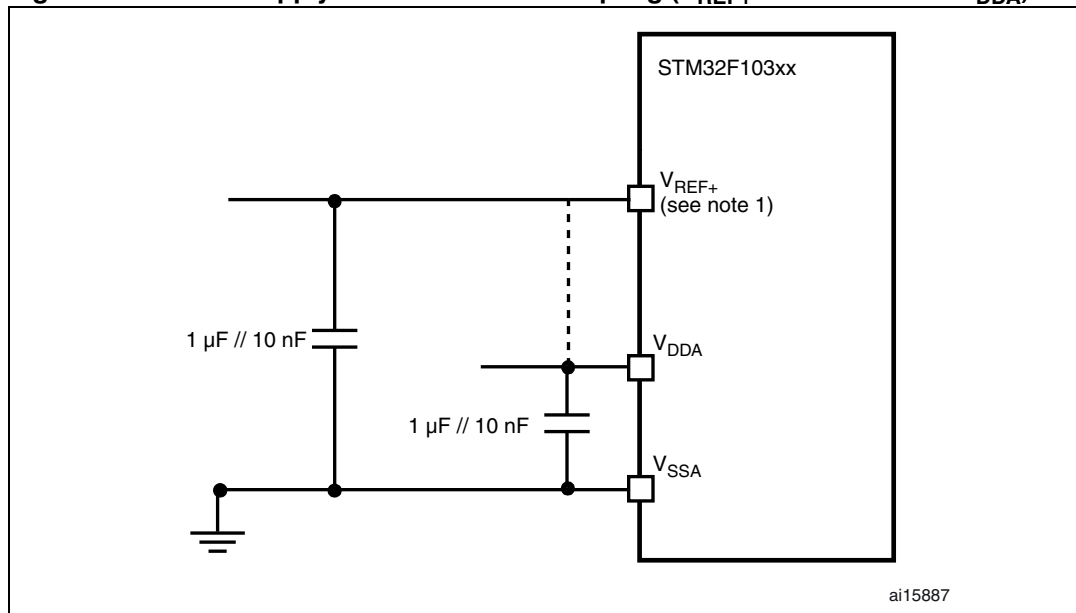 STM32F103xx
VREF+
(see note 1)
1 µF // 10 nF
VDDA
1 µF // 10 nF
VSSA
ai15887